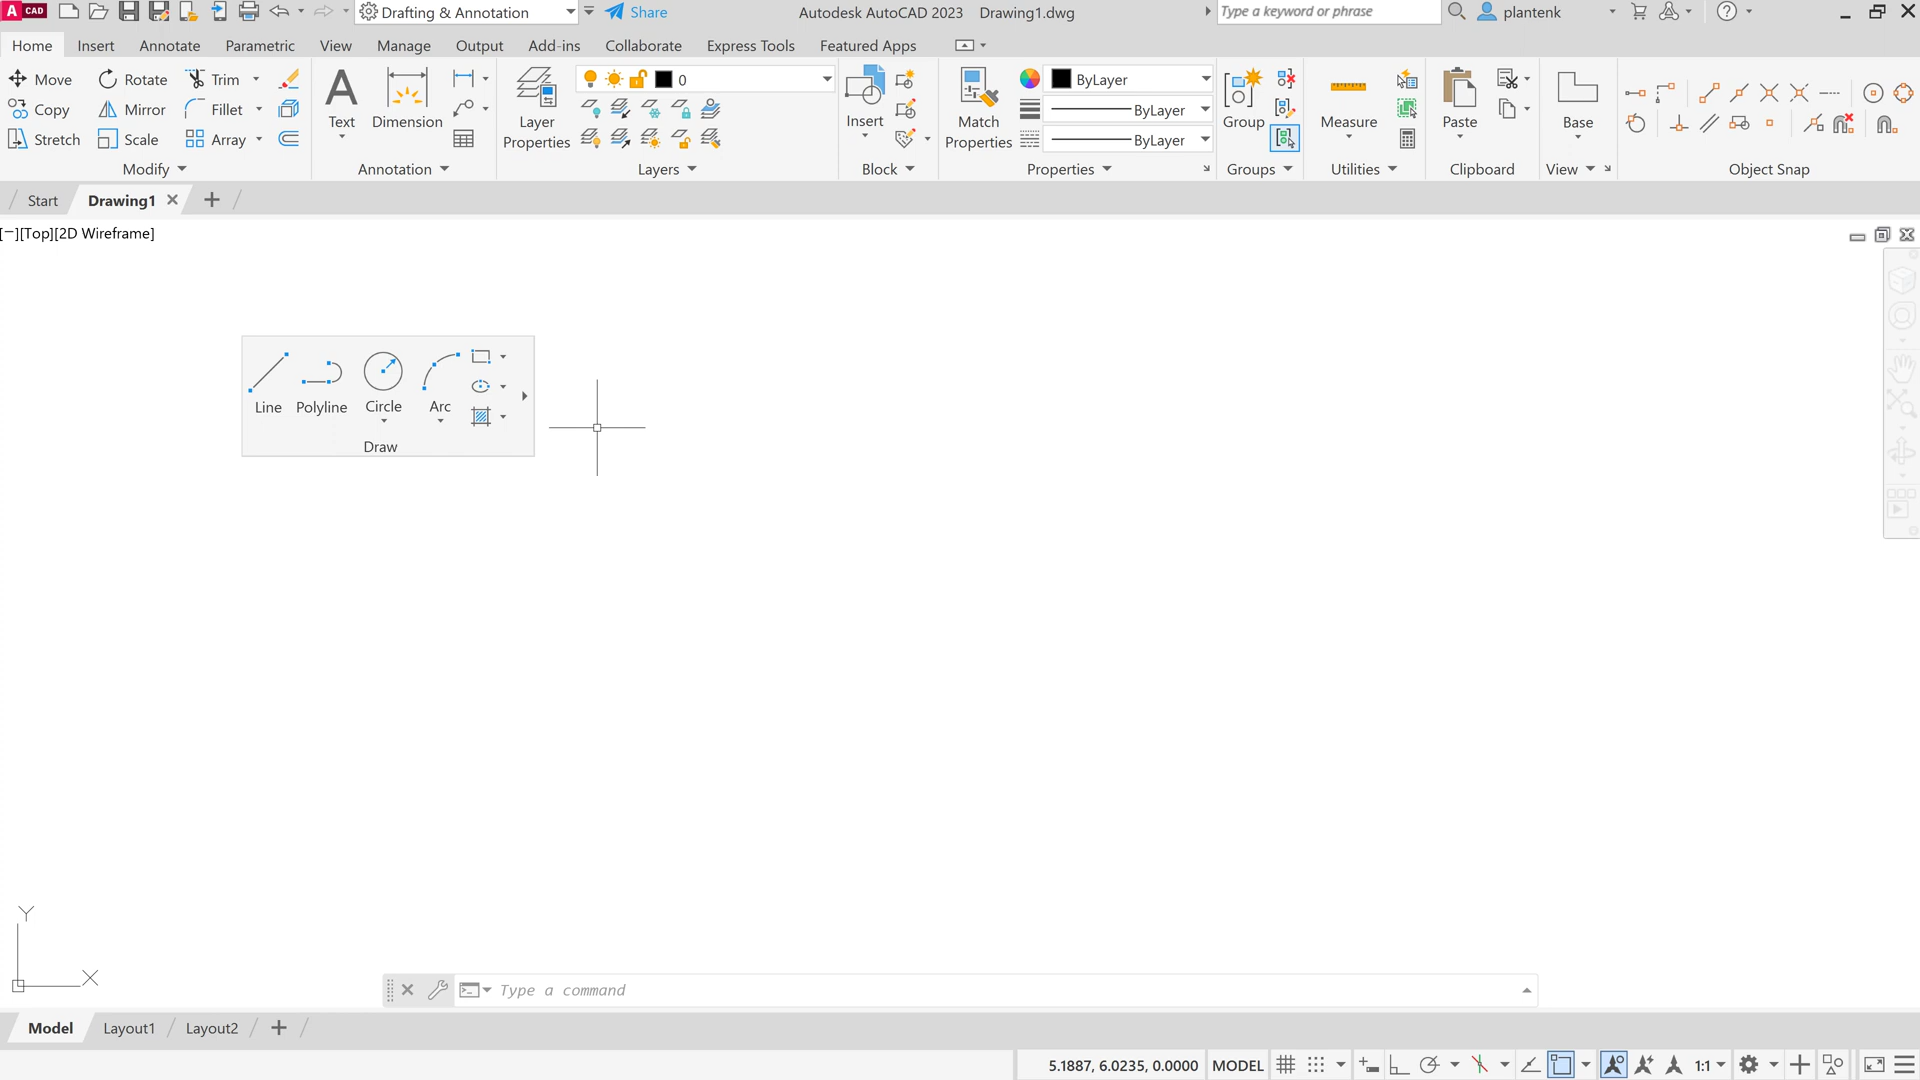 A CAD
Drafting & Annotation
Share
Autodesk AutoCAD 2023 Drawing1.dwg
Type a keyword or phrase
plantenk
Home Insert Annotate Parametric View Manage Output Add-ins Collaborate Express Tools Featured Apps
Move Rotate Trim
Copy Mirror Fillet
Stretch Scale Array
Modify
Text
Dimension
Annotation
Layer Properties
0
Layers
Insert
Block
Match Properties
ByLayer
ByLayer
ByLayer
Properties
Group
Groups
Measure
Utilities
Paste
Clipboard
Base
View
Object Snap
Start Drawing1
[−][Top][2D Wireframe]
Line Polyline Circle Arc
Draw
Y
X
Type a command
Model Layout1 Layout2
5.1887, 6.0235, 0.0000 MODEL 1:1